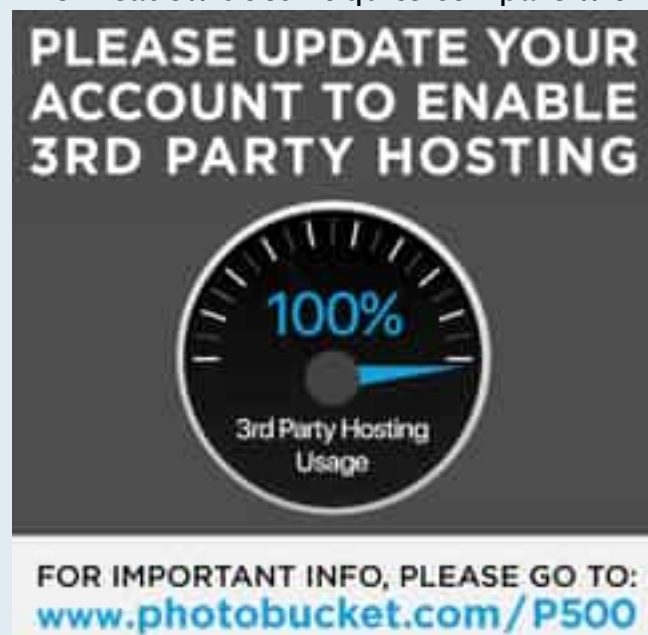 PLEASE UPDATE YOUR
ACCOUNT TO ENABLE
3RD PARTY HOSTING
100%
3rd Party Hosting
Usage
FOR IMPORTANT INFO, PLEASE GO TO:
www.photobucket.com/P500